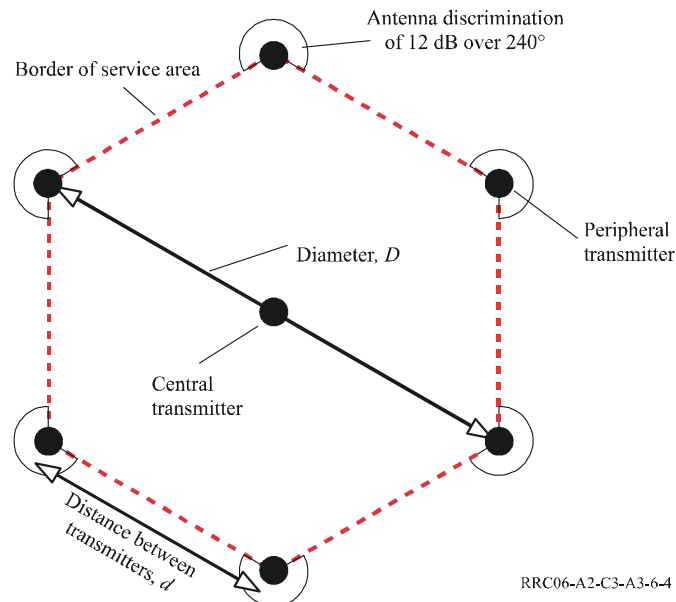 Antenna discrimination
of 12 dB over 240°
Border of service area
Peripheral
transmitter
Diameter, D
Central
transmitter
Distance between
transmitters, d
RRC06-A2-C3-A3-6-4